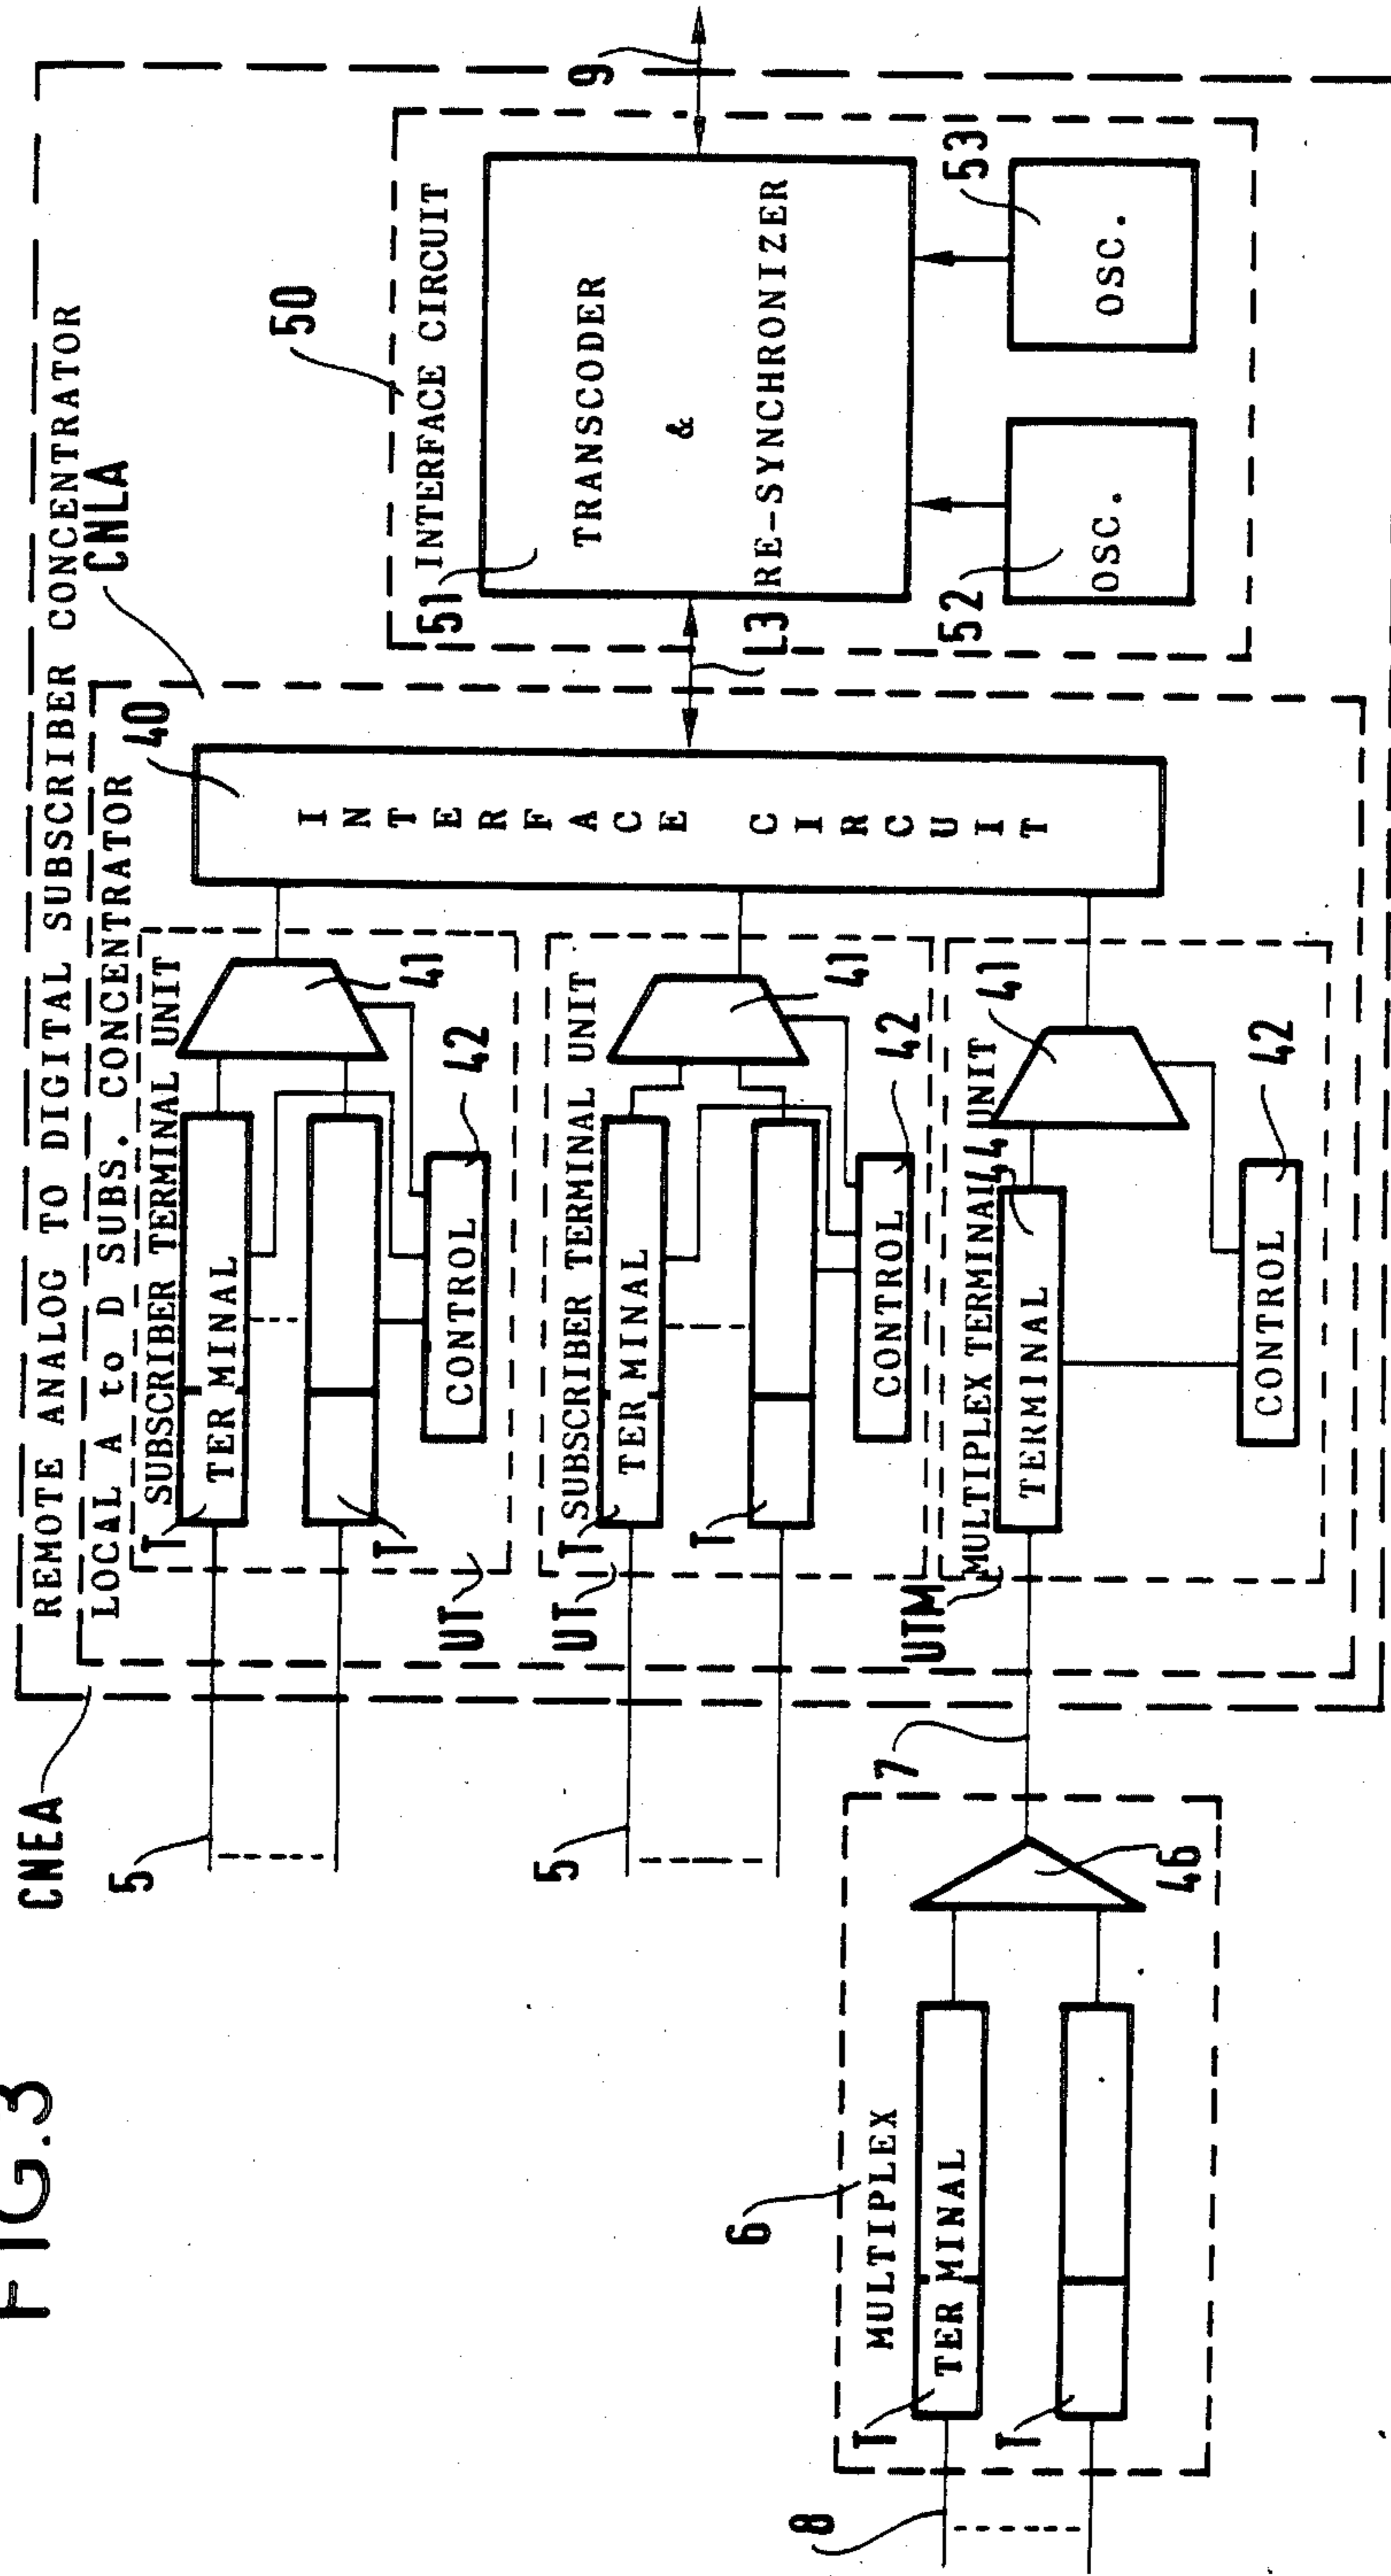 FIG.3
CNEA
REMOTE ANALOG TO DIGITAL SUBSCRIBER CONCENTRATOR
CNLA
LOCAL A to D SUBS. CONCENTRATOR
40
50
INTERFACE CIRCUIT
51
TRANSCODER
&
RE-SYNCHRONIZER
9
L3
52
OSC.
53
OSC.
INTERFACE CIRCUIT
SUBSCRIBER TERMINAL UNIT
5
T
TERMINAL
T
41
42
CONTROL
UT
SUBSCRIBER TERMINAL UNIT
5
UT
T
TERMINAL
T
41
42
CONTROL
UTM
MULTIPLEX TERMINAL UNIT
44
TERMINAL
41
42
CONTROL
7
6
MULTIPLEX
8
T
TERMINAL
T
46